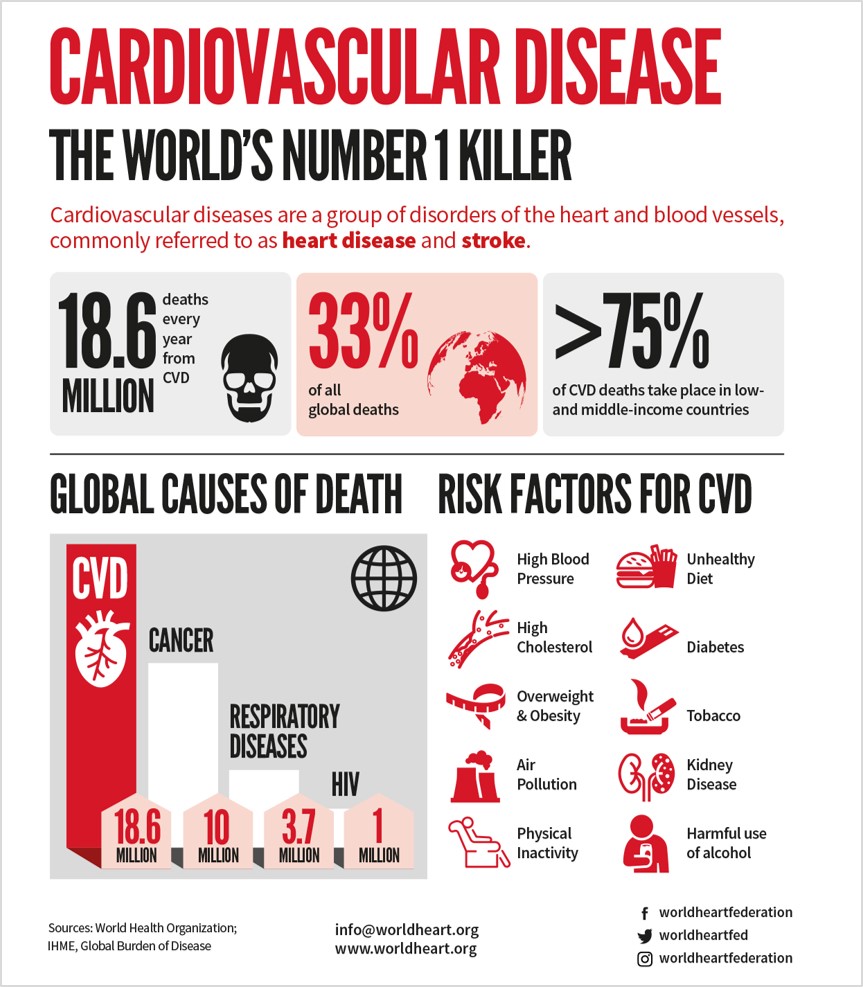 CARDIOVASCULAR DISEASE
THE WORLD'S NUMBER 1 KILLER
Cardiovascular diseases are a group of disorders of the heart and blood vessels,
commonly referred to as heart disease and stroke.
18.6
MILLION
deaths
every
year
from
CVD
33%
of all
global deaths
>75%
of CVD deaths take place in low-
and middle-income countries
GLOBAL CAUSES OF DEATH
CVD
CANCER
RESPIRATORY
DISEASES
HIV
18.6
MILLION
10
MILLION
3.7
MILLION
1
MILLION
RISK FACTORS FOR CVD
High Blood
Pressure
Unhealthy
Diet
High
Cholesterol
Diabetes
Overweight
& Obesity
Tobacco
Air
Pollution
Kidney
Disease
Physical
Inactivity
Harmful use
of alcohol
Sources: World Health Organization;
IHME, Global Burden of Disease
info@worldheart.org
www.worldheart.org
worldheartfederation
worldheartfed
worldheartfederation